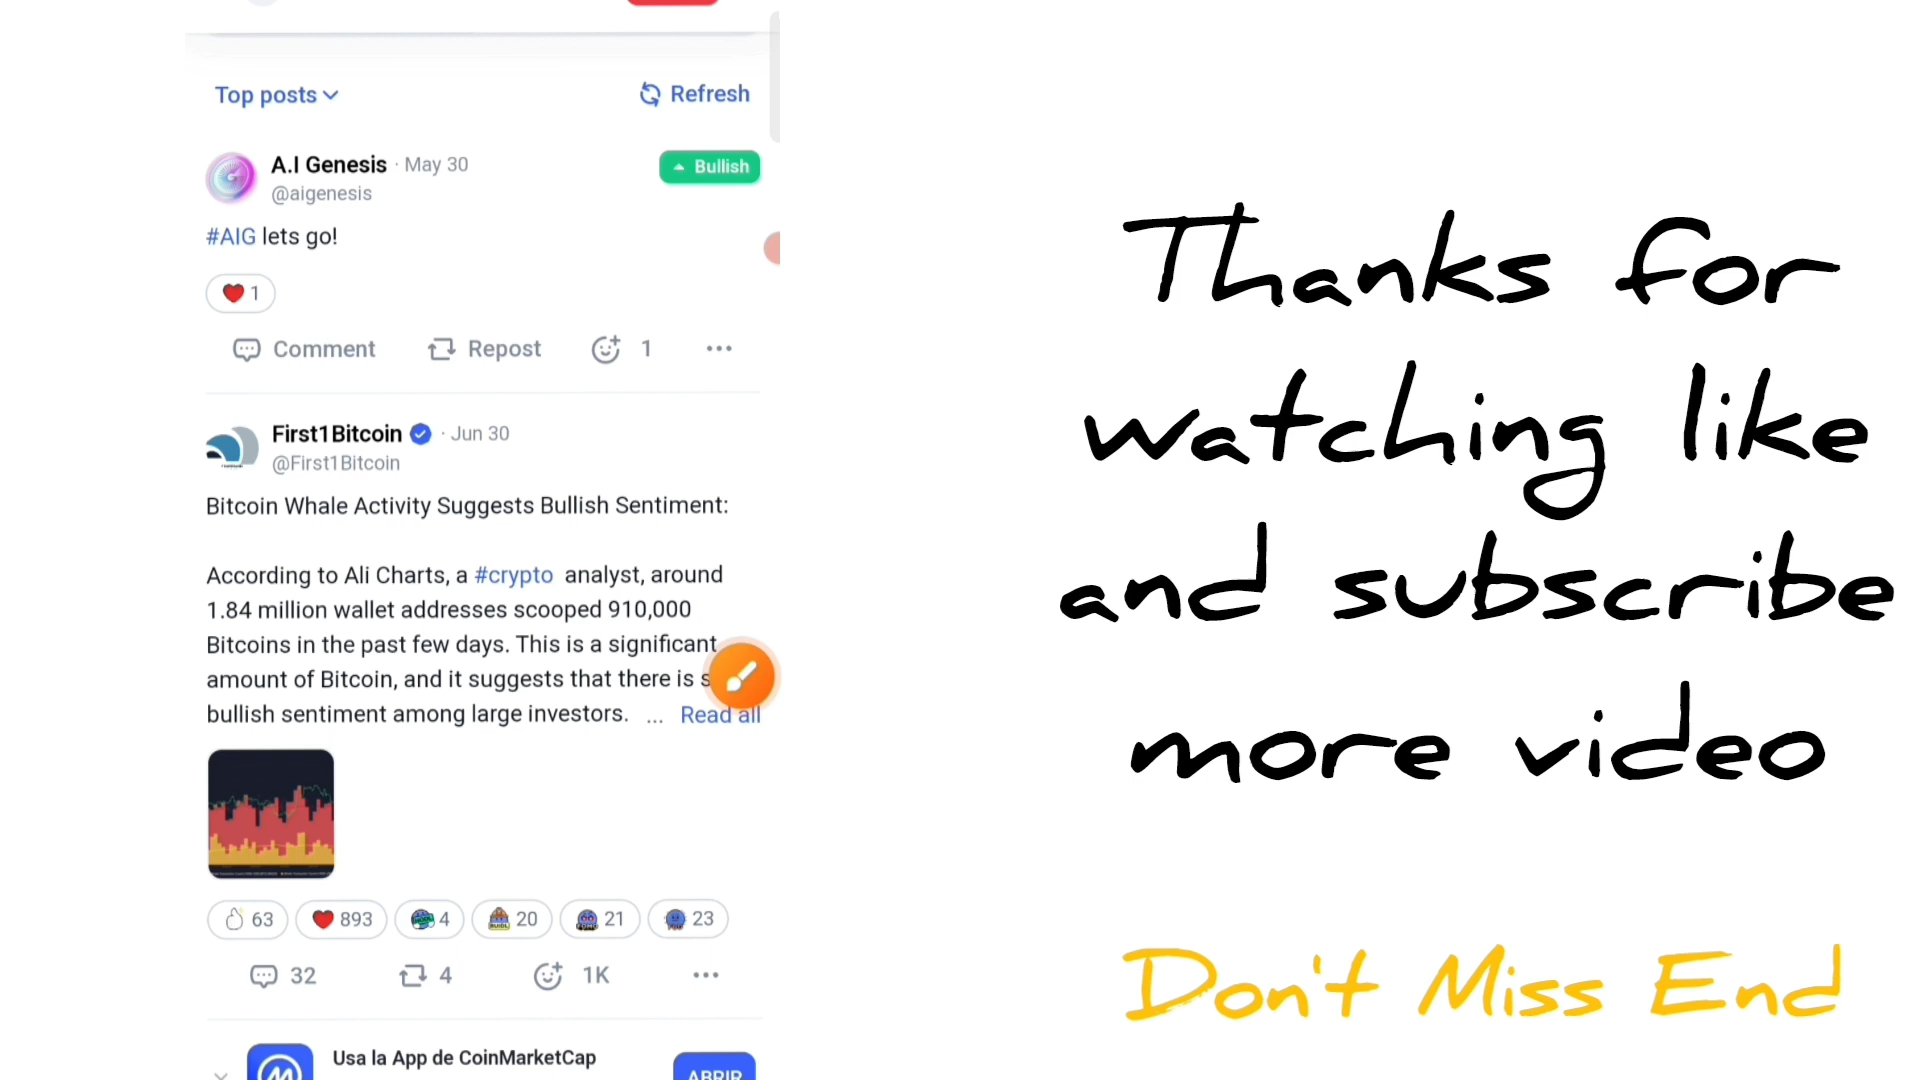 Top posts
Refresh
A.I Genesis · May 30
Bullish
@aigenesis
#AIG lets go!
1
Comment
Repost
1
First1Bitcoin · Jun 30
@First1Bitcoin
Bitcoin Whale Activity Suggests Bullish Sentiment:
According to Ali Charts, a #crypto analyst, around
1.84 million wallet addresses scooped 910,000
Bitcoins in the past few days. This is a significant
amount of Bitcoin, and it suggests that there is s
bullish sentiment among large investors. ... Read all
63
893
4
20
21
23
32
4
1K
Usa la App de CoinMarketCap
ABRIR
Thanks for
watching like
and subscribe
more video
Don't Miss End